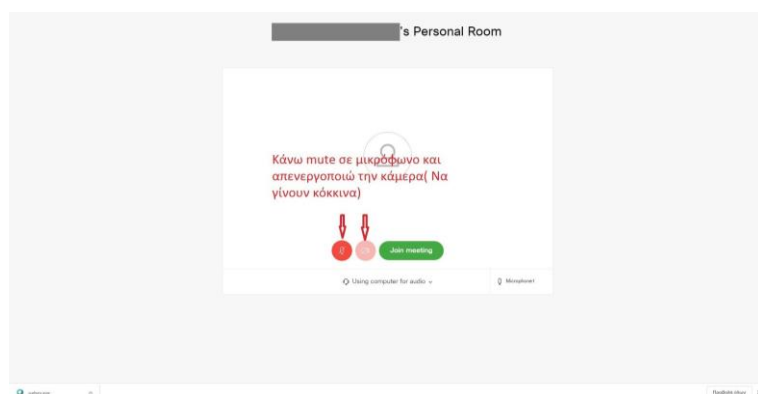 's Personal Room
Κάνω mute σε μικρόφωνο και
απενεργοποιώ την κάμερα( Να
γίνουν κόκκινα)
Join meeting
Using computer for audio
Microphone1